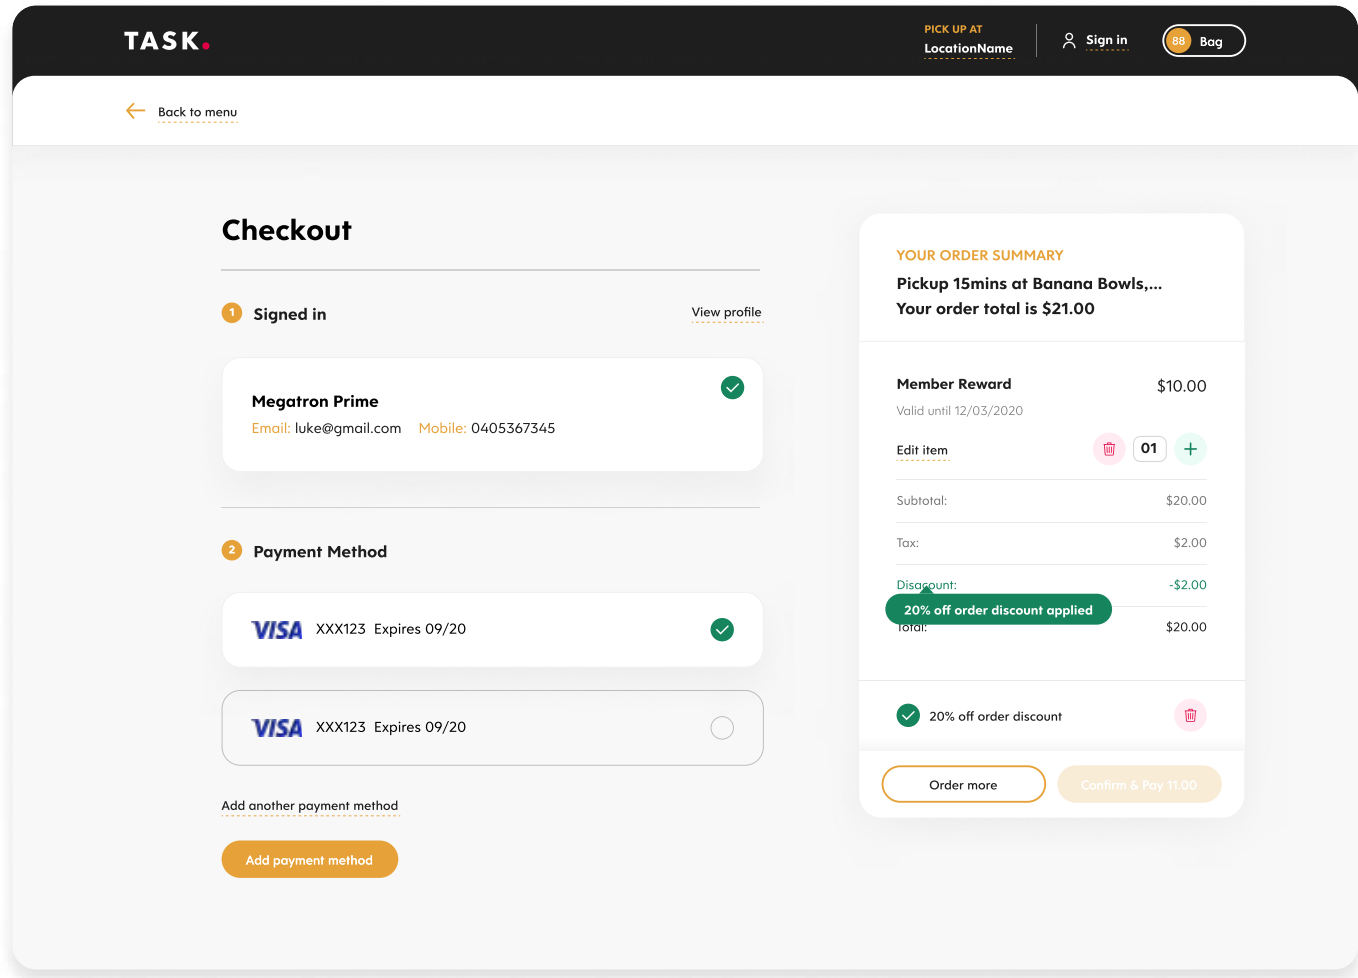 TASK.
PICK UP AT
LocationName
Sign in
88 Bag
Back to menu
Checkout
1 Signed in
View profile
Megatron Prime
Email: luke@gmail.com Mobile: 0405367345
2 Payment Method
VISA XXX123 Expires 09/20
VISA XXX123 Expires 09/20
Add another payment method
Add payment method
YOUR ORDER SUMMARY
Pickup 15mins at Banana Bowls,...
Your order total is $21.00
Member Reward $10.00
Valid until 12/03/2020
Edit item 01
Subtotal: $20.00
Tax: $2.00
Disacount: -$2.00
20% off order discount applied
Total: $20.00
20% off order discount
Order more Confirm & Pay 11.00